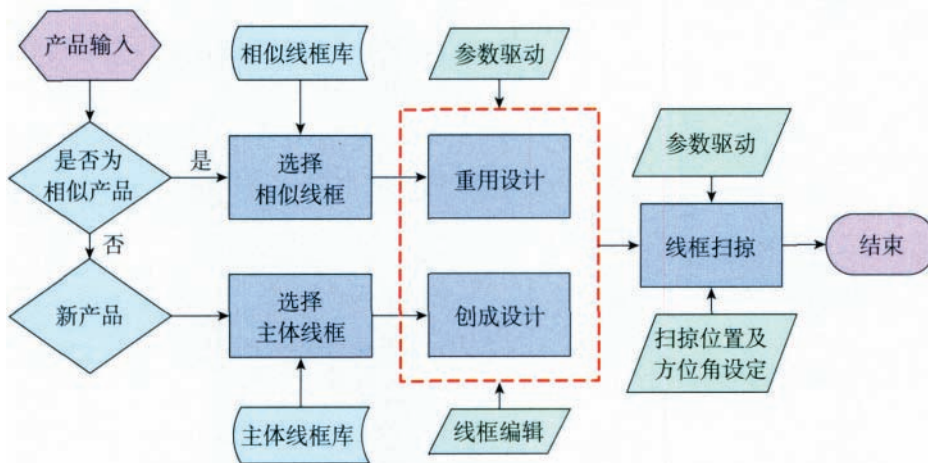 产品输入
相似线框库
参数驱动
是否为
相似产品
是
选择
相似线框
重用设计
参数驱动
线框扫掠
结束
否
新产品
选择
主体线框
创成设计
扫掠位置及
方位角设定
主体线框库
线框编辑